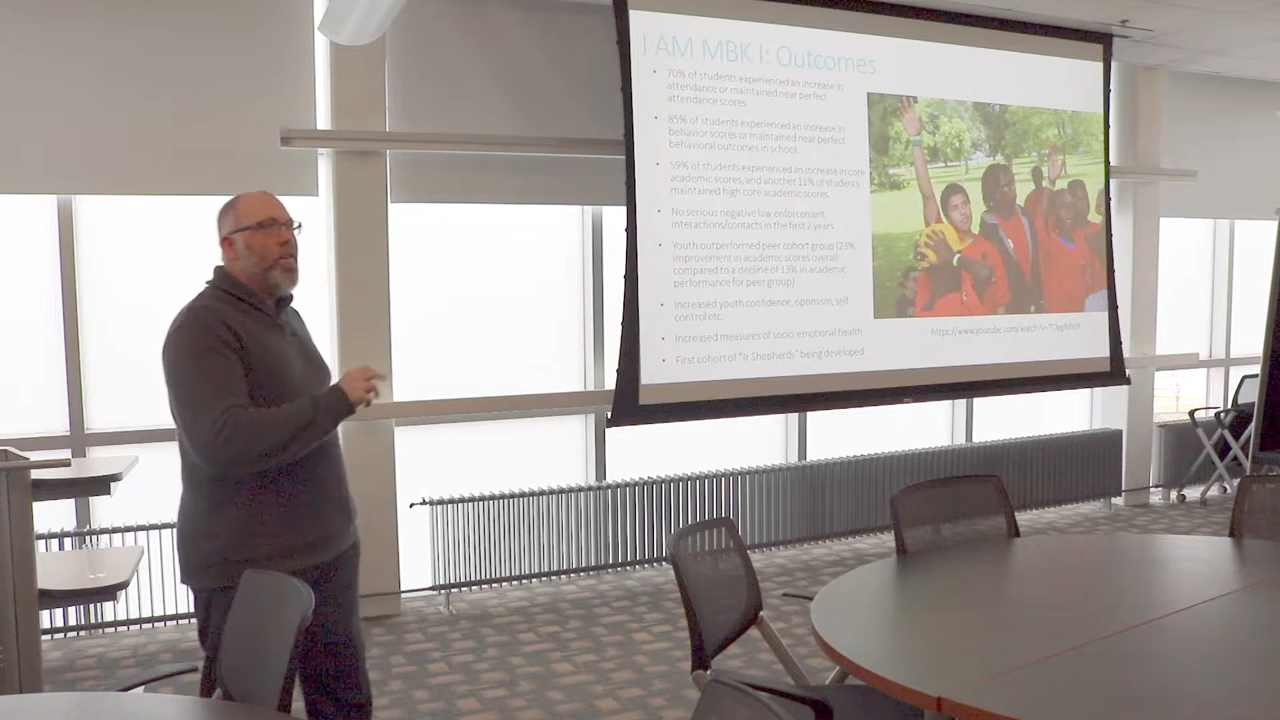 I AM MBK I: Outcomes
• 70% of students experienced an increase in
attendance or maintained near perfect
attendance scores
• 85% of students experienced an increase in
behavior scores or maintained near perfect
behavioral outcomes in school.
• 59% of students experienced an increase in core
academic scores, and another 11% of students
maintained high core academic scores.
• No serious negative law enforcement
interactions/contacts in the first 2 years
• Youth outperformed peer cohort group (23%
improvement in academic scores overall
compared to a decline of 13% in academic
performance for peer group)
• Increased youth confidence, optimism, self
control etc.
• Increased measures of socio-emotional health
• First cohort of "Jr Shepherds" being developed